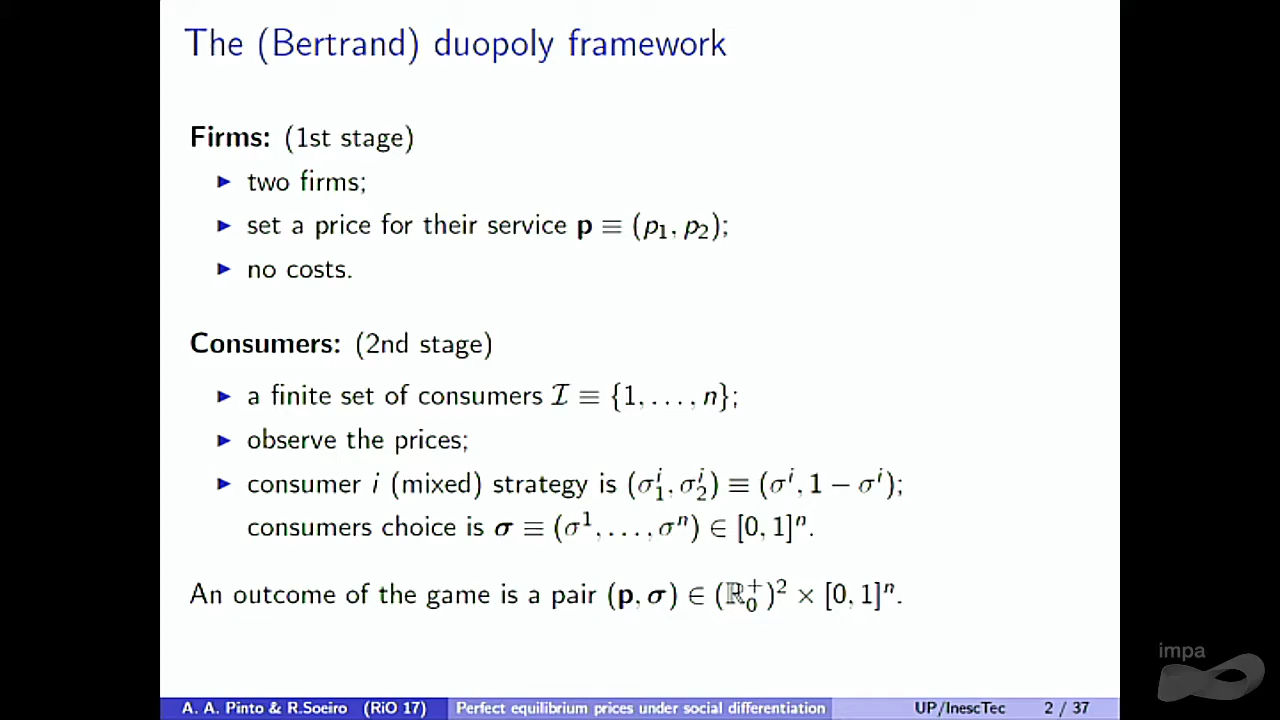 The (Bertrand) duopoly framework
Firms: (1st stage)
▶ two firms;
▶ set a price for their service p ≡ (p₁, p₂);
▶ no costs.
Consumers: (2nd stage)
▶ a finite set of consumers ℐ ≡ {1, . . . , n};
▶ observe the prices;
▶ consumer i (mixed) strategy is (σ₁ⁱ, σ₂ⁱ) ≡ (σⁱ, 1 − σⁱ);
consumers choice is σ ≡ (σ¹, . . . , σⁿ) ∈ [0, 1]ⁿ.
An outcome of the game is a pair (p, σ) ∈ (ℝ₀⁺)² × [0, 1]ⁿ.
impa
A. A. Pinto & R.Soeiro (RiO 17) Perfect equilibrium prices under social differentiation UP/InescTec 2 / 37